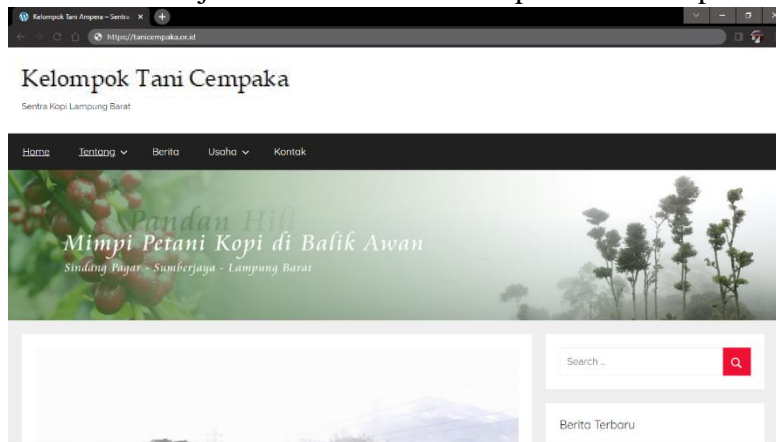 Kelompok Tani Ampera – Sentra
https://tanicempaka.or.id
Kelompok Tani Cempaka
Sentra Kopi Lampung Barat
Home Tentang Berita Usaha Kontak
Pandan Hill
Mimpi Petani Kopi di Balik Awan
Sindang Pagar - Sumberjaya - Lampung Barat
Search ..
Berita Terbaru